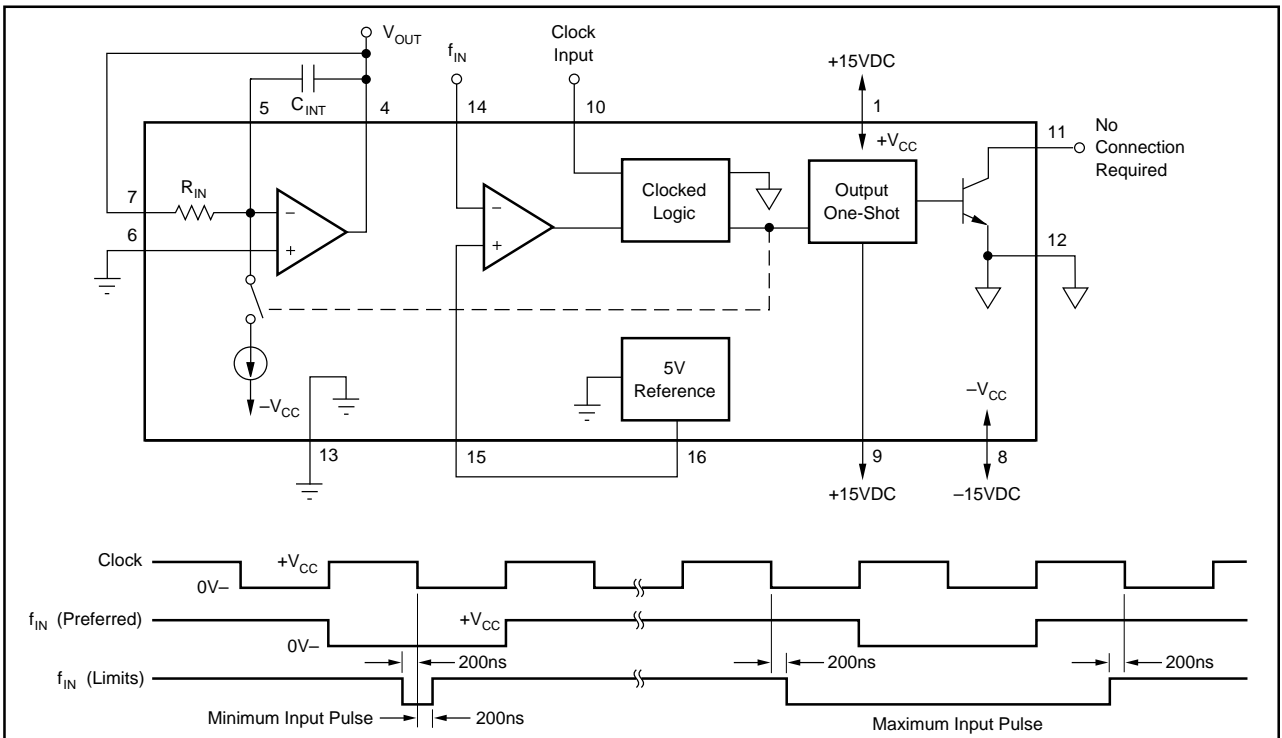 V_OUT
f_IN
Clock
Input
+15VDC
C_INT
5
4
14
10
1
11
No
Connection
Required
+V_CC
7
R_IN
–
6
+
–
+
Clocked
Logic
Output
One-Shot
12
5V
Reference
–V_CC
–V_CC
13
15
16
9
8
+15VDC
–15VDC
Clock
+V_CC
0V–
f_IN (Preferred)
+V_CC
0V–
200ns
200ns
200ns
f_IN (Limits)
Minimum Input Pulse
200ns
Maximum Input Pulse